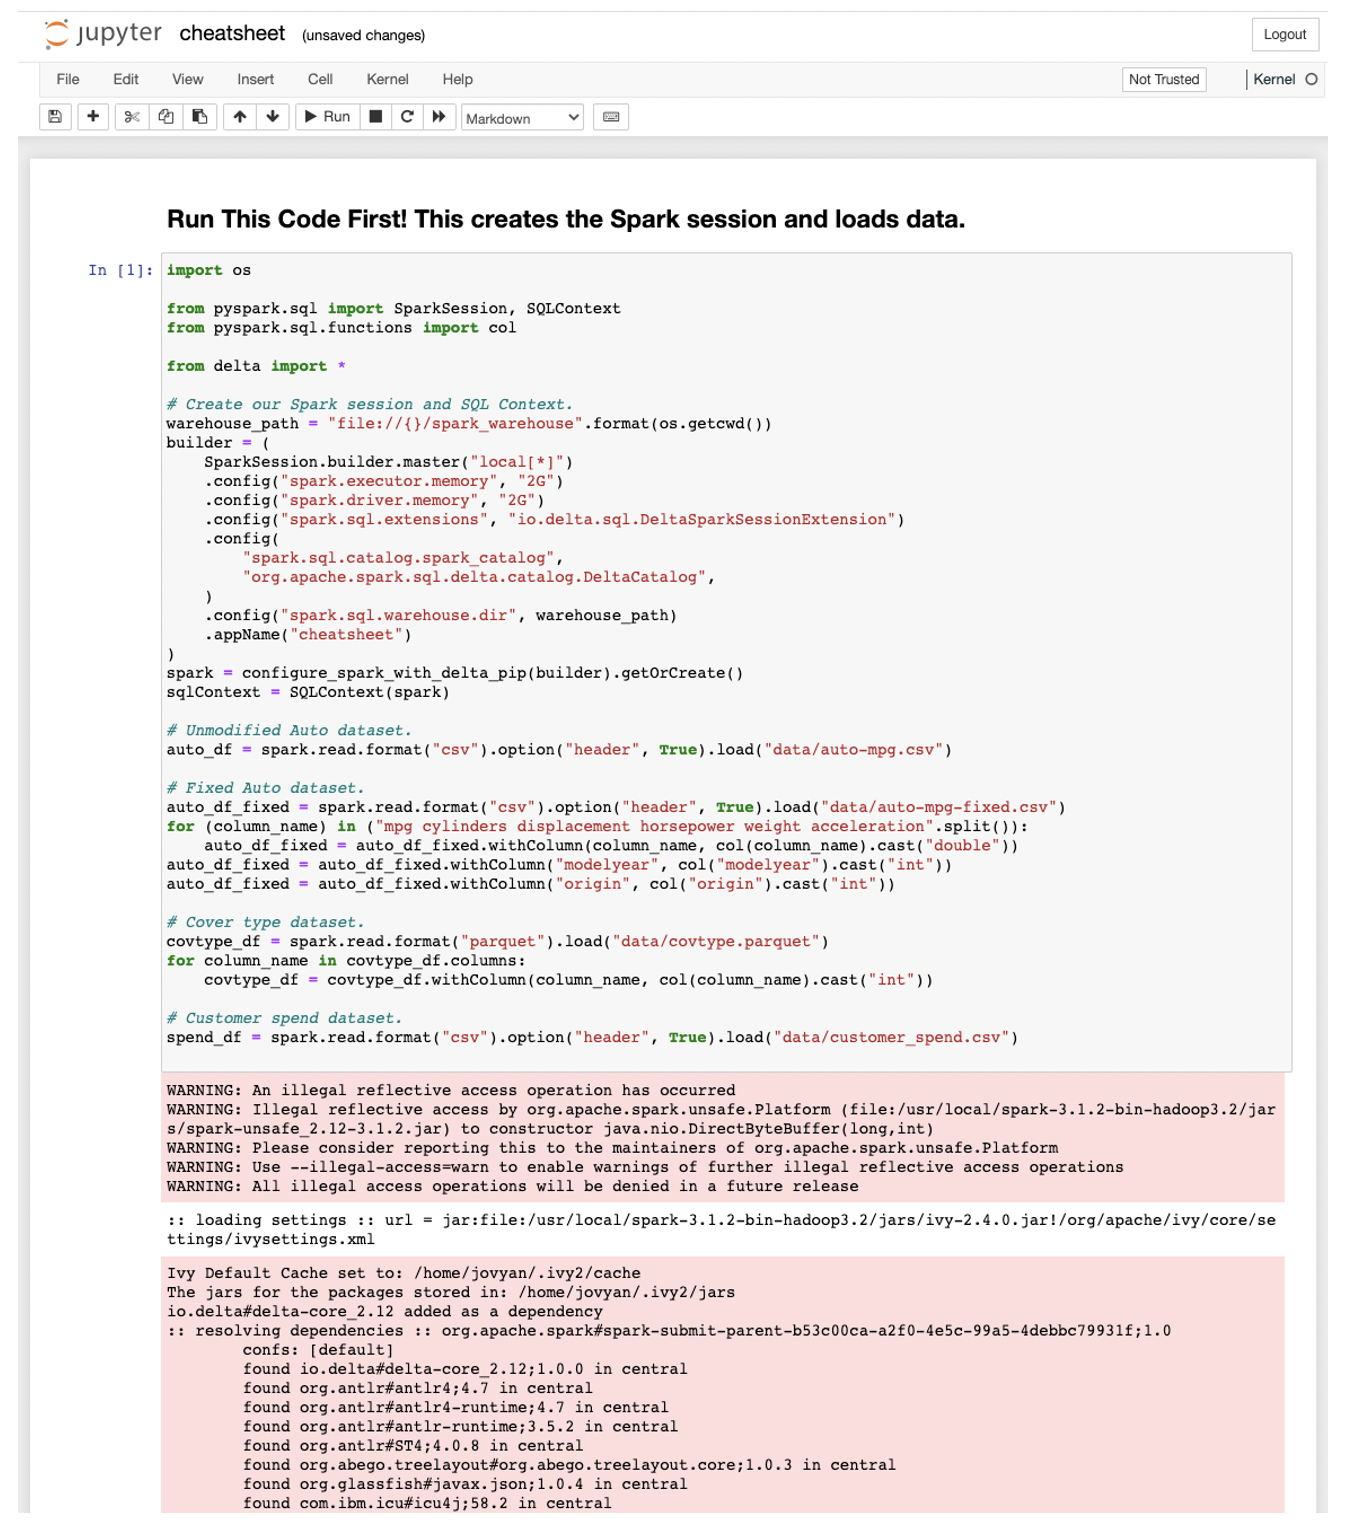 jupyter cheatsheet (unsaved changes)
Logout
File Edit View Insert Cell Kernel Help
Not Trusted
Kernel
Run
Markdown
Run This Code First! This creates the Spark session and loads data.
In [1]:
import os
from pyspark.sql import SparkSession, SQLContext
from pyspark.sql.functions import col
from delta import *
# Create our Spark session and SQL Context.
warehouse_path = "file://{}/spark_warehouse".format(os.getcwd())
builder = (
    SparkSession.builder.master("local[*]")
    .config("spark.executor.memory", "2G")
    .config("spark.driver.memory", "2G")
    .config("spark.sql.extensions", "io.delta.sql.DeltaSparkSessionExtension")
    .config(
        "spark.sql.catalog.spark_catalog",
        "org.apache.spark.sql.delta.catalog.DeltaCatalog",
    )
    .config("spark.sql.warehouse.dir", warehouse_path)
    .appName("cheatsheet")
)
spark = configure_spark_with_delta_pip(builder).getOrCreate()
sqlContext = SQLContext(spark)
# Unmodified Auto dataset.
auto_df = spark.read.format("csv").option("header", True).load("data/auto-mpg.csv")
# Fixed Auto dataset.
auto_df_fixed = spark.read.format("csv").option("header", True).load("data/auto-mpg-fixed.csv")
for (column_name) in ("mpg cylinders displacement horsepower weight acceleration".split()):
    auto_df_fixed = auto_df_fixed.withColumn(column_name, col(column_name).cast("double"))
auto_df_fixed = auto_df_fixed.withColumn("modelyear", col("modelyear").cast("int"))
auto_df_fixed = auto_df_fixed.withColumn("origin", col("origin").cast("int"))
# Cover type dataset.
covtype_df = spark.read.format("parquet").load("data/covtype.parquet")
for column_name in covtype_df.columns:
    covtype_df = covtype_df.withColumn(column_name, col(column_name).cast("int"))
# Customer spend dataset.
spend_df = spark.read.format("csv").option("header", True).load("data/customer_spend.csv")
WARNING: An illegal reflective access operation has occurred
WARNING: Illegal reflective access by org.apache.spark.unsafe.Platform (file:/usr/local/spark-3.1.2-bin-hadoop3.2/jar
s/spark-unsafe_2.12-3.1.2.jar) to constructor java.nio.DirectByteBuffer(long,int)
WARNING: Please consider reporting this to the maintainers of org.apache.spark.unsafe.Platform
WARNING: Use --illegal-access=warn to enable warnings of further illegal reflective access operations
WARNING: All illegal access operations will be denied in a future release
:: loading settings :: url = jar:file:/usr/local/spark-3.1.2-bin-hadoop3.2/jars/ivy-2.4.0.jar!/org/apache/ivy/core/se
ttings/ivysettings.xml
Ivy Default Cache set to: /home/jovyan/.ivy2/cache
The jars for the packages stored in: /home/jovyan/.ivy2/jars
io.delta#delta-core_2.12 added as a dependency
:: resolving dependencies :: org.apache.spark#spark-submit-parent-b53c00ca-a2f0-4e5c-99a5-4debbc79931f;1.0
        confs: [default]
        found io.delta#delta-core_2.12;1.0.0 in central
        found org.antlr#antlr4;4.7 in central
        found org.antlr#antlr4-runtime;4.7 in central
        found org.antlr#antlr-runtime;3.5.2 in central
        found org.antlr#ST4;4.0.8 in central
        found org.abego.treelayout#org.abego.treelayout.core;1.0.3 in central
        found org.glassfish#javax.json;1.0.4 in central
        found com.ibm.icu#icu4j;58.2 in central